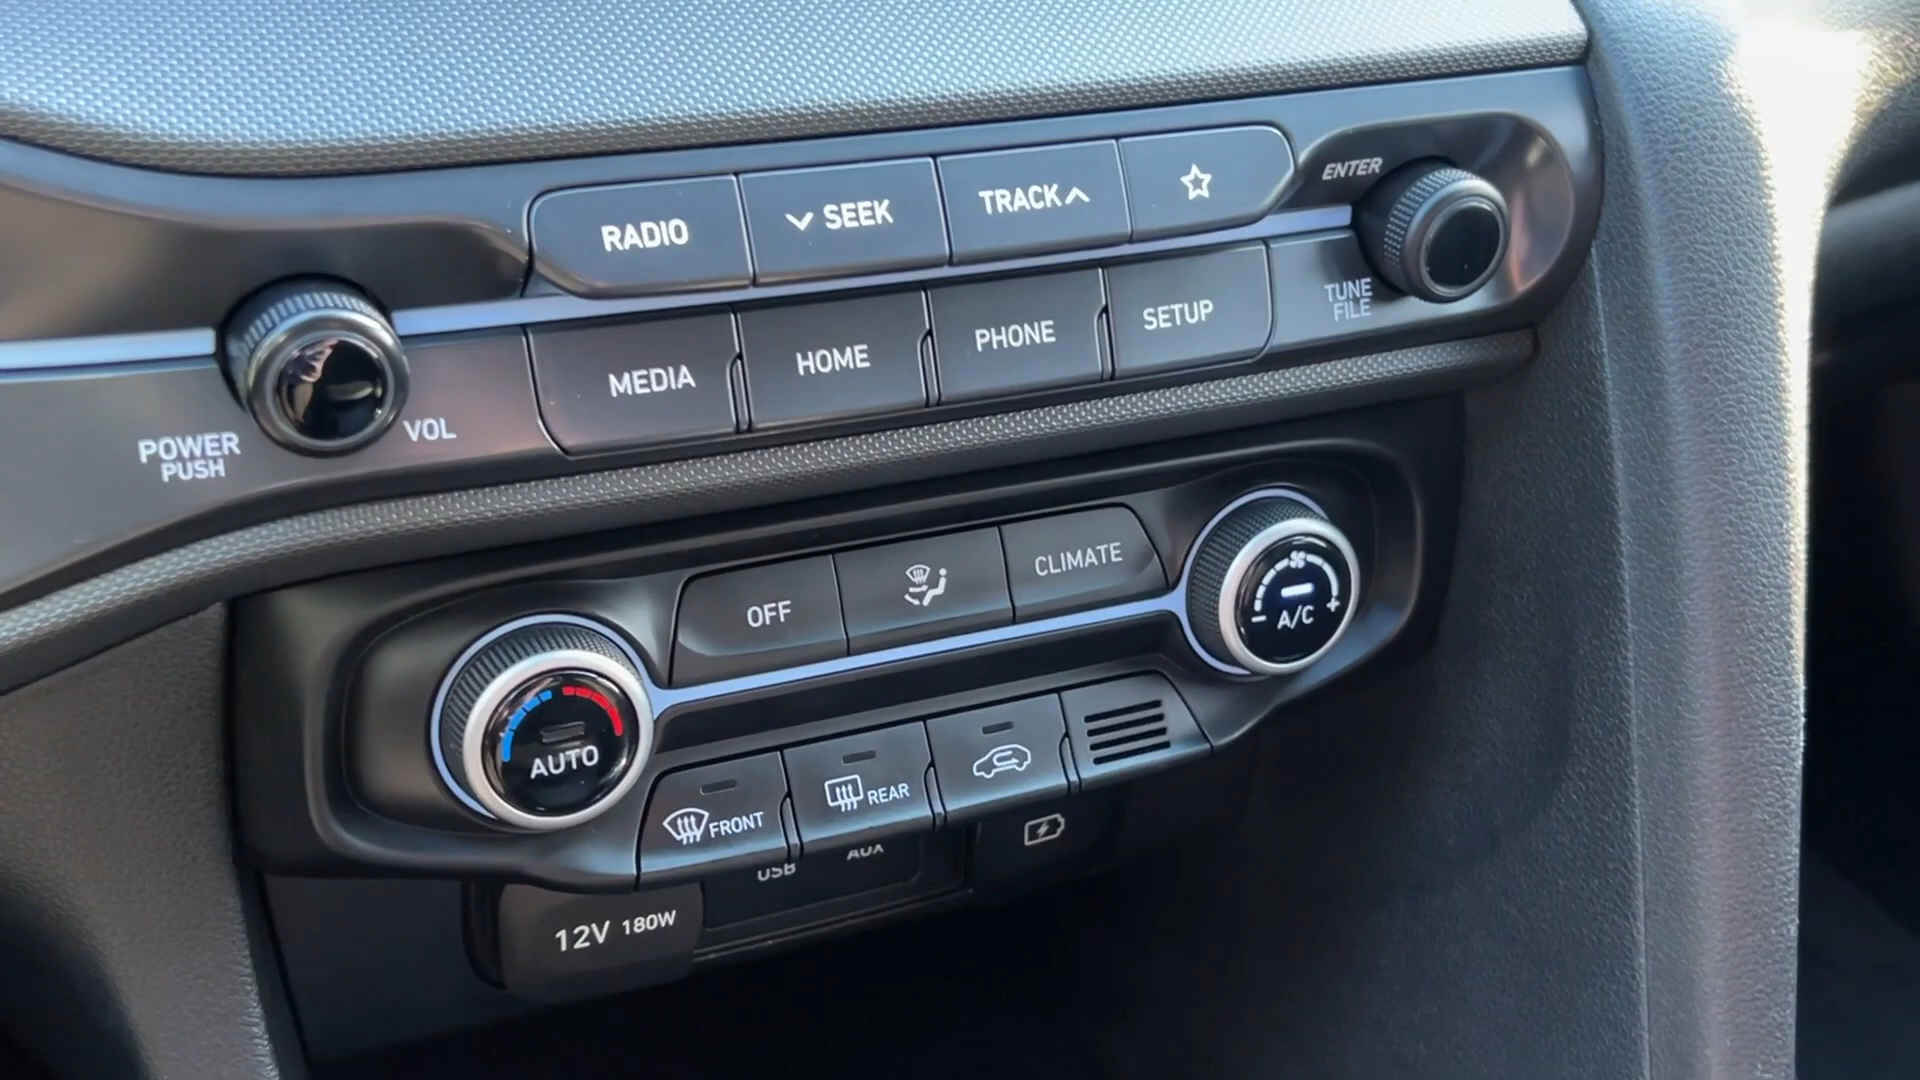 RADIO
SEEK
TRACK
ENTER
MEDIA
HOME
PHONE
SETUP
TUNE
FILE
POWER
PUSH
VOL
OFF
CLIMATE
A/C
- +
AUTO
FRONT
REAR
USB
AUX
12V 180W